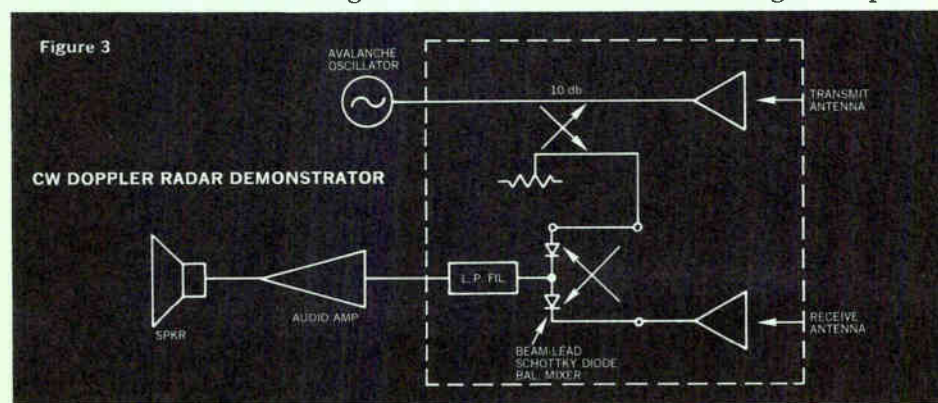 Figure 3
AVALANCHE
OSCILLATOR
10 db
TRANSMIT
ANTENNA
CW DOPPLER RADAR DEMONSTRATOR
L.P. FIL.
SPKR
AUDIO AMP
BEAM-LEAD
SCHOTTKY DIODE
BAL. MIXER
RECEIVE
ANTENNA